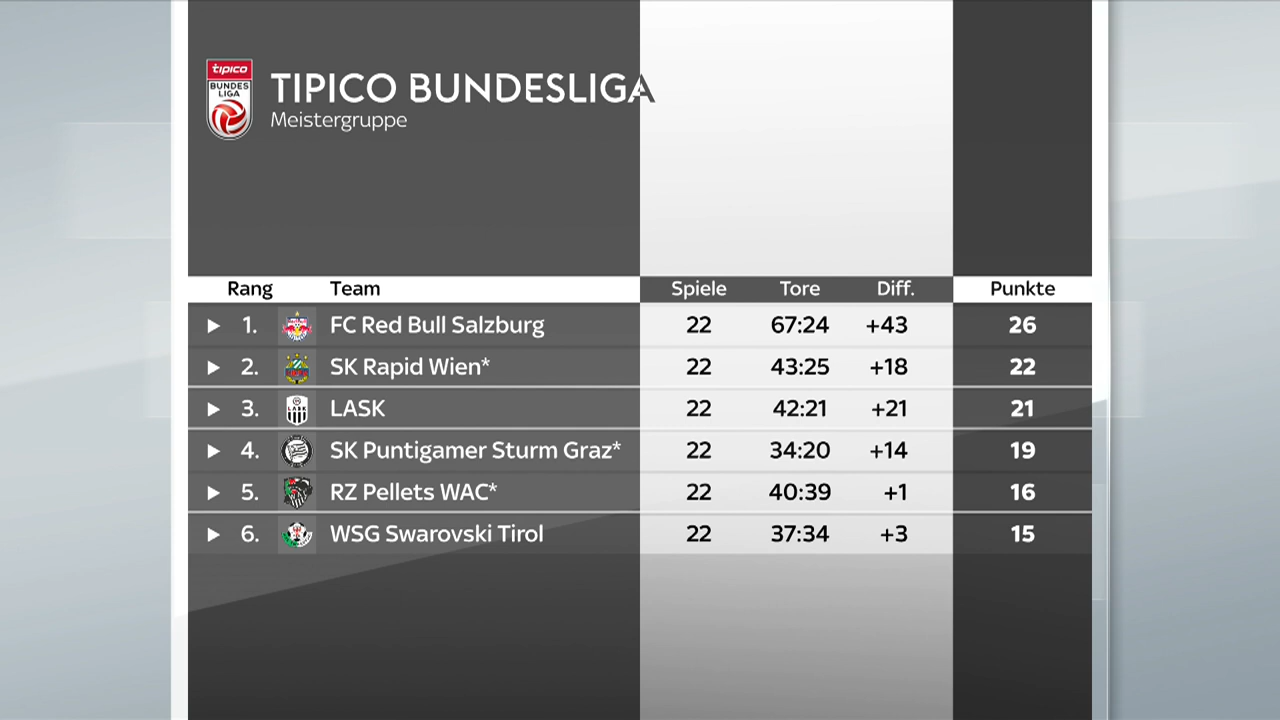 tipico
BUNDES
LIGA
TIPICO BUNDESLIGA
Meistergruppe
Rang Team Spiele Tore Diff. Punkte
1. FC Red Bull Salzburg 22 67:24 +43 26
2. SK Rapid Wien* 22 43:25 +18 22
3. LASK 22 42:21 +21 21
4. SK Puntigamer Sturm Graz* 22 34:20 +14 19
5. RZ Pellets WAC* 22 40:39 +1 16
6. WSG Swarovski Tirol 22 37:34 +3 15